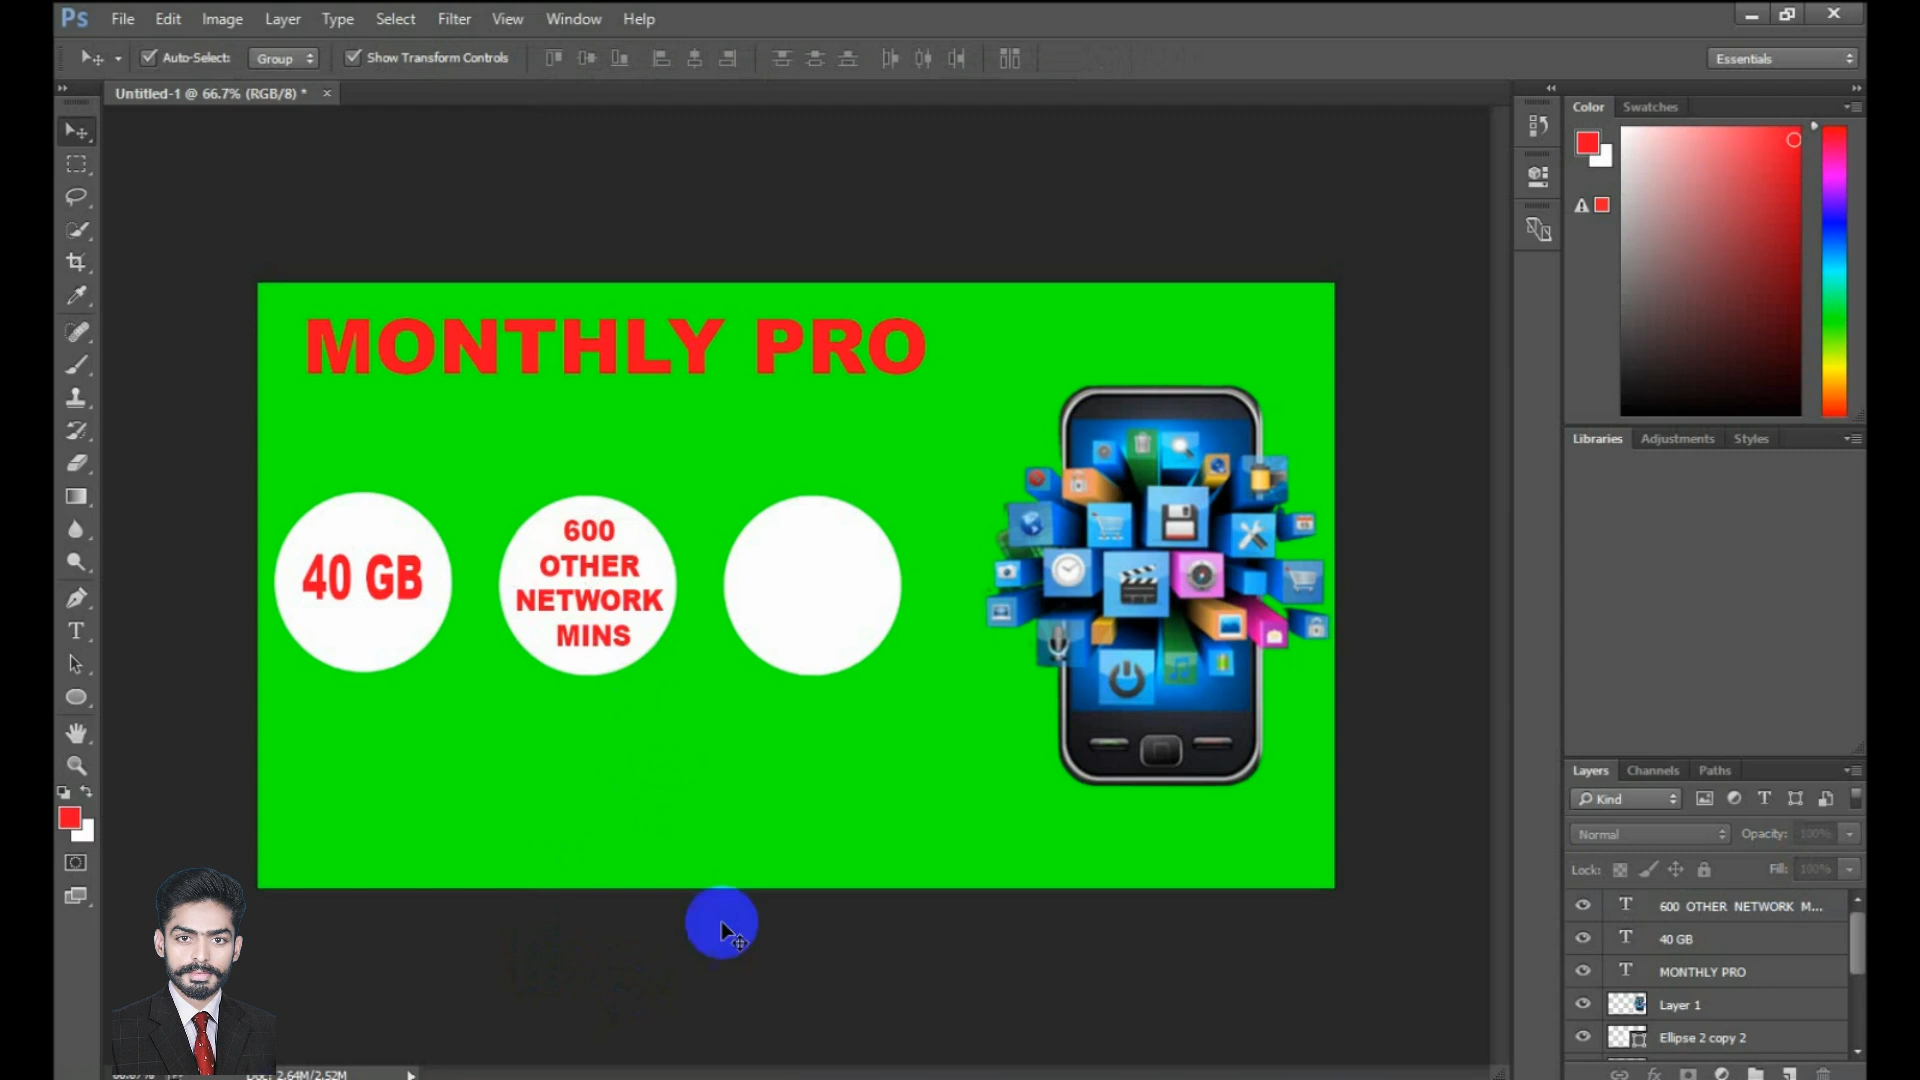 Ps File Edit Image Layer Type Select Filter View Window Help
Auto-Select: Group Show Transform Controls Essentials
Untitled-1 @ 66.7% (RGB/8) * ×
Color Swatches
MONTHLY PRO
40 GB
600
OTHER
NETWORK
MINS
Libraries Adjustments Styles
Layers Channels Paths
Kind
Normal Opacity: 100%
Lock: Fill: 100%
T 600 OTHER NETWORK M...
T 40 GB
T MONTHLY PRO
Layer 1
Ellipse 2 copy 2
2.64M/2.52M